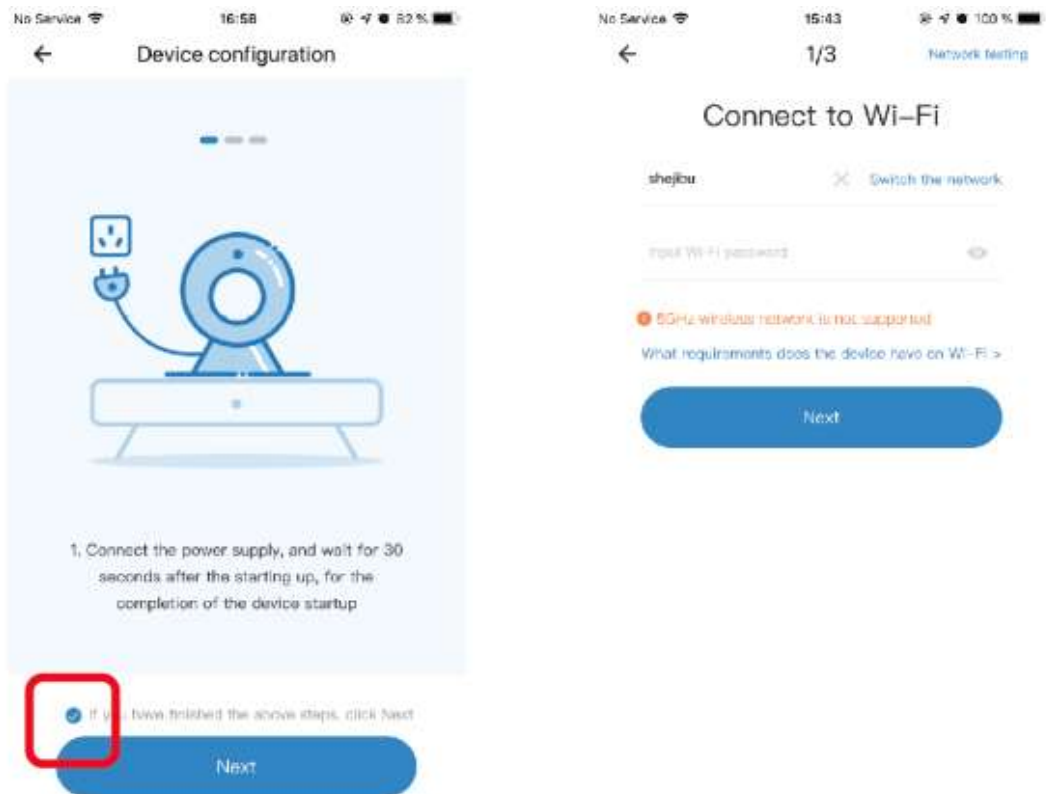 No Service 16:58 82%
Device configuration
1. Connect the power supply, and wait for 30
seconds after the starting up, for the
completion of the device startup
If you have finished the above steps, click Next
Next
No Service 15:43 100 %
1/3 Network testing
Connect to Wi-Fi
shejibu Switch the network
Input Wi-Fi password
5GHz wireless network is not supported
What requirements does the device have on Wi-Fi >
Next